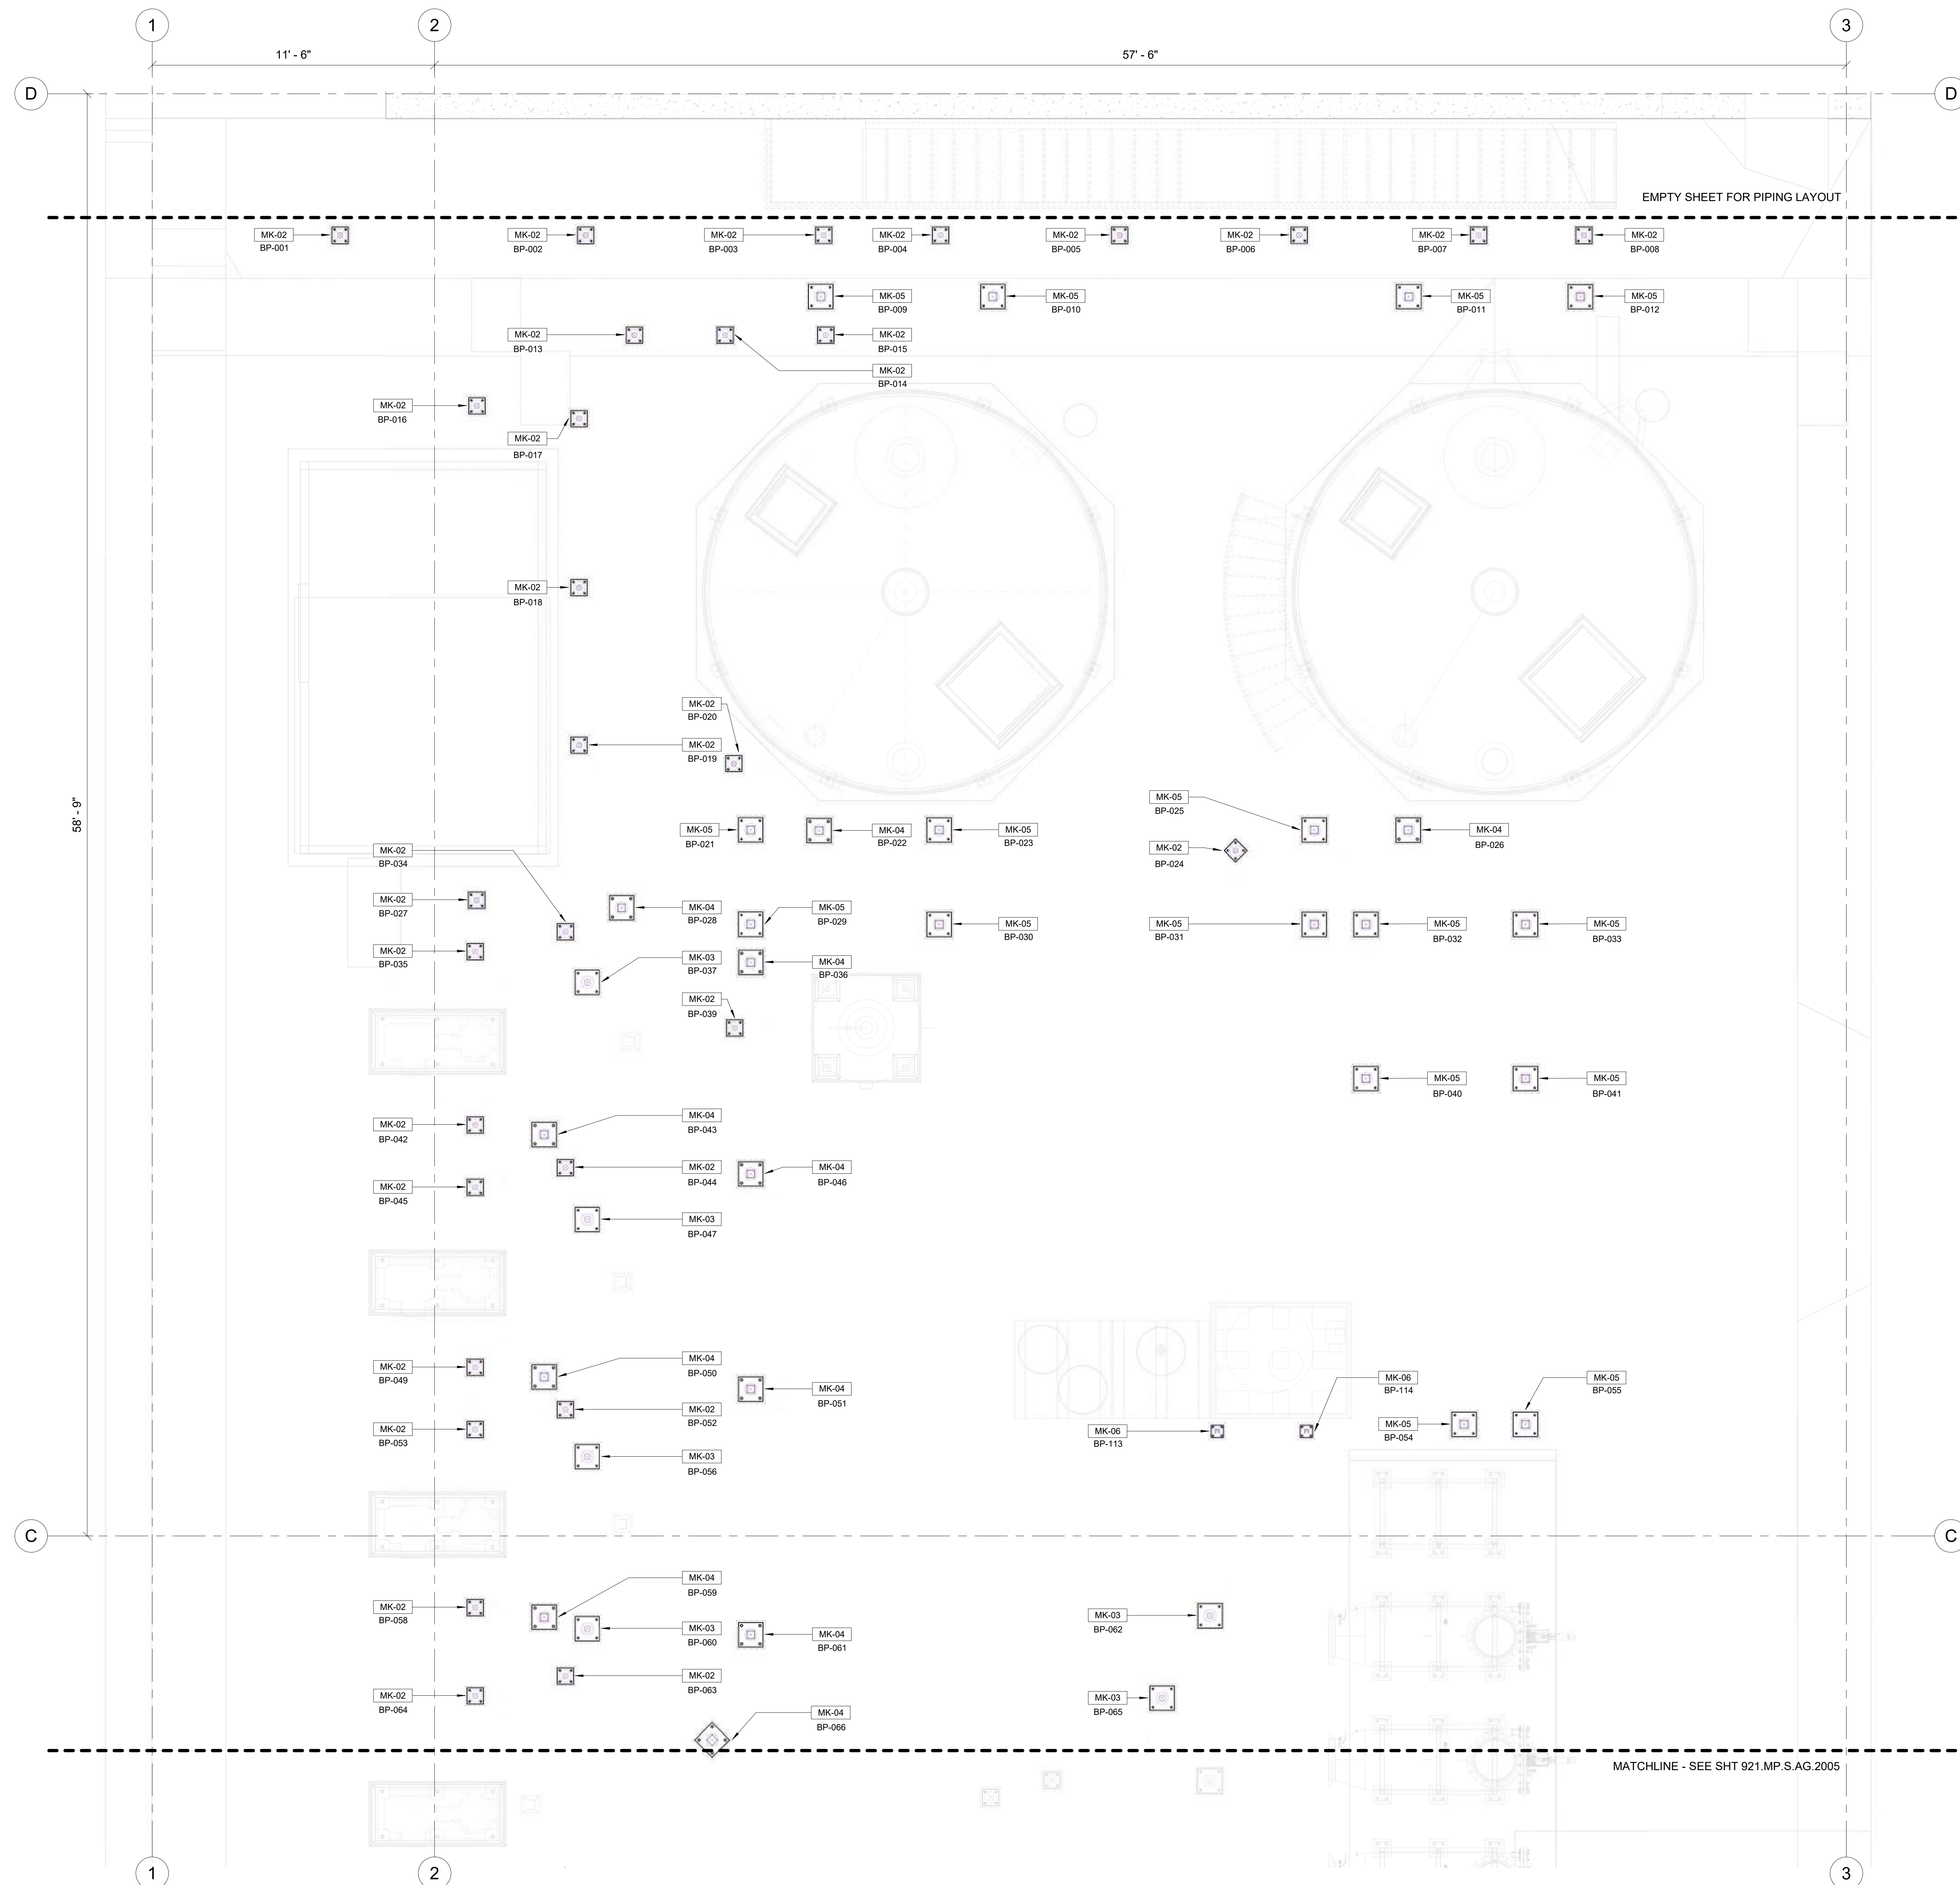 1
2
3
11' - 6"
57' - 6"
D
D
EMPTY SHEET FOR PIPING LAYOUT
MK-02
BP-001
MK-02
BP-002
MK-02
BP-003
MK-02
BP-004
MK-02
BP-005
MK-02
BP-006
MK-02
BP-007
MK-02
BP-008
MK-05
BP-009
MK-05
BP-010
MK-05
BP-011
MK-05
BP-012
MK-02
BP-013
MK-02
BP-015
MK-02
BP-014
MK-02
BP-016
MK-02
BP-017
MK-02
BP-018
MK-02
BP-020
MK-02
BP-019
58' - 9"
MK-05
BP-021
MK-04
BP-022
MK-05
BP-023
MK-05
BP-025
MK-02
BP-024
MK-04
BP-026
MK-02
BP-034
MK-02
BP-027
MK-04
BP-028
MK-05
BP-029
MK-05
BP-030
MK-05
BP-031
MK-05
BP-032
MK-05
BP-033
MK-02
BP-035
MK-03
BP-037
MK-04
BP-036
MK-02
BP-039
MK-05
BP-040
MK-05
BP-041
MK-02
BP-042
MK-04
BP-043
MK-02
BP-044
MK-04
BP-046
MK-02
BP-045
MK-03
BP-047
MK-02
BP-049
MK-04
BP-050
MK-04
BP-051
MK-02
BP-052
MK-02
BP-053
MK-03
BP-056
MK-06
BP-114
MK-05
BP-055
MK-06
BP-113
MK-05
BP-054
C
C
MK-02
BP-058
MK-04
BP-059
MK-03
BP-060
MK-04
BP-061
MK-03
BP-062
MK-02
BP-063
MK-02
BP-064
MK-03
BP-065
MK-04
BP-066
MATCHLINE - SEE SHT 921.MP.S.AG.2005
1
2
3